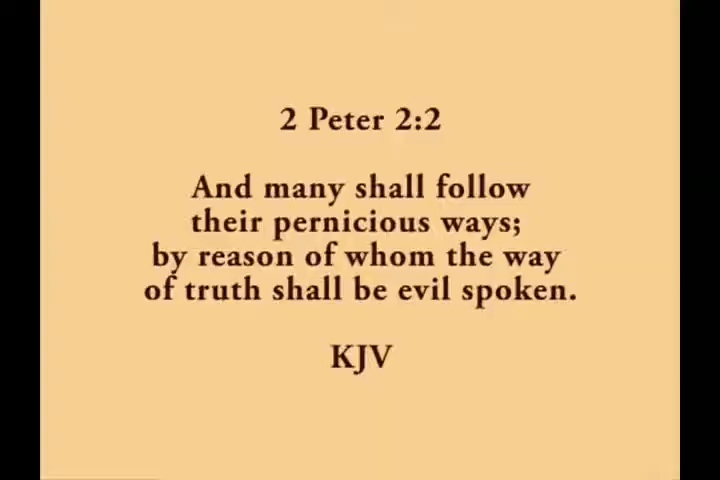 2 Peter 2:2
And many shall follow
their pernicious ways;
by reason of whom the way
of truth shall be evil spoken.
KJV